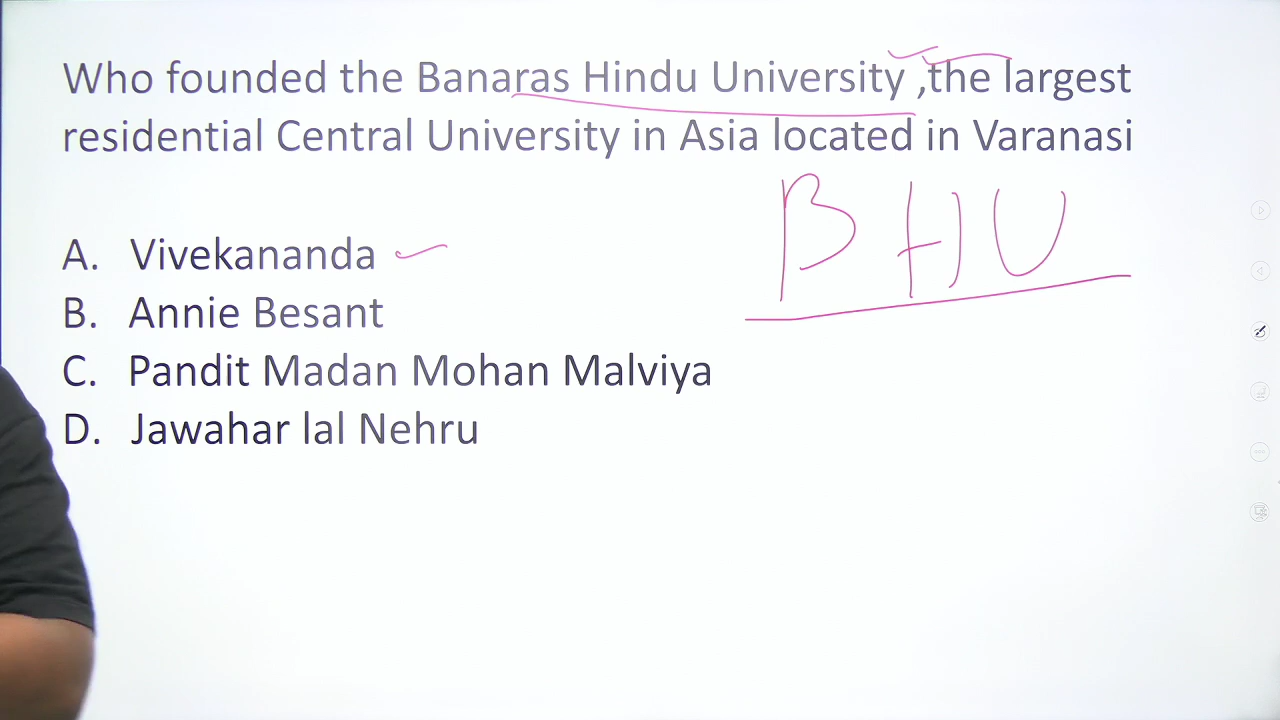 Who founded the Banaras Hindu University ,the largest
residential Central University in Asia located in Varanasi
BHU
A. Vivekananda
B. Annie Besant
C. Pandit Madan Mohan Malviya
D. Jawahar lal Nehru